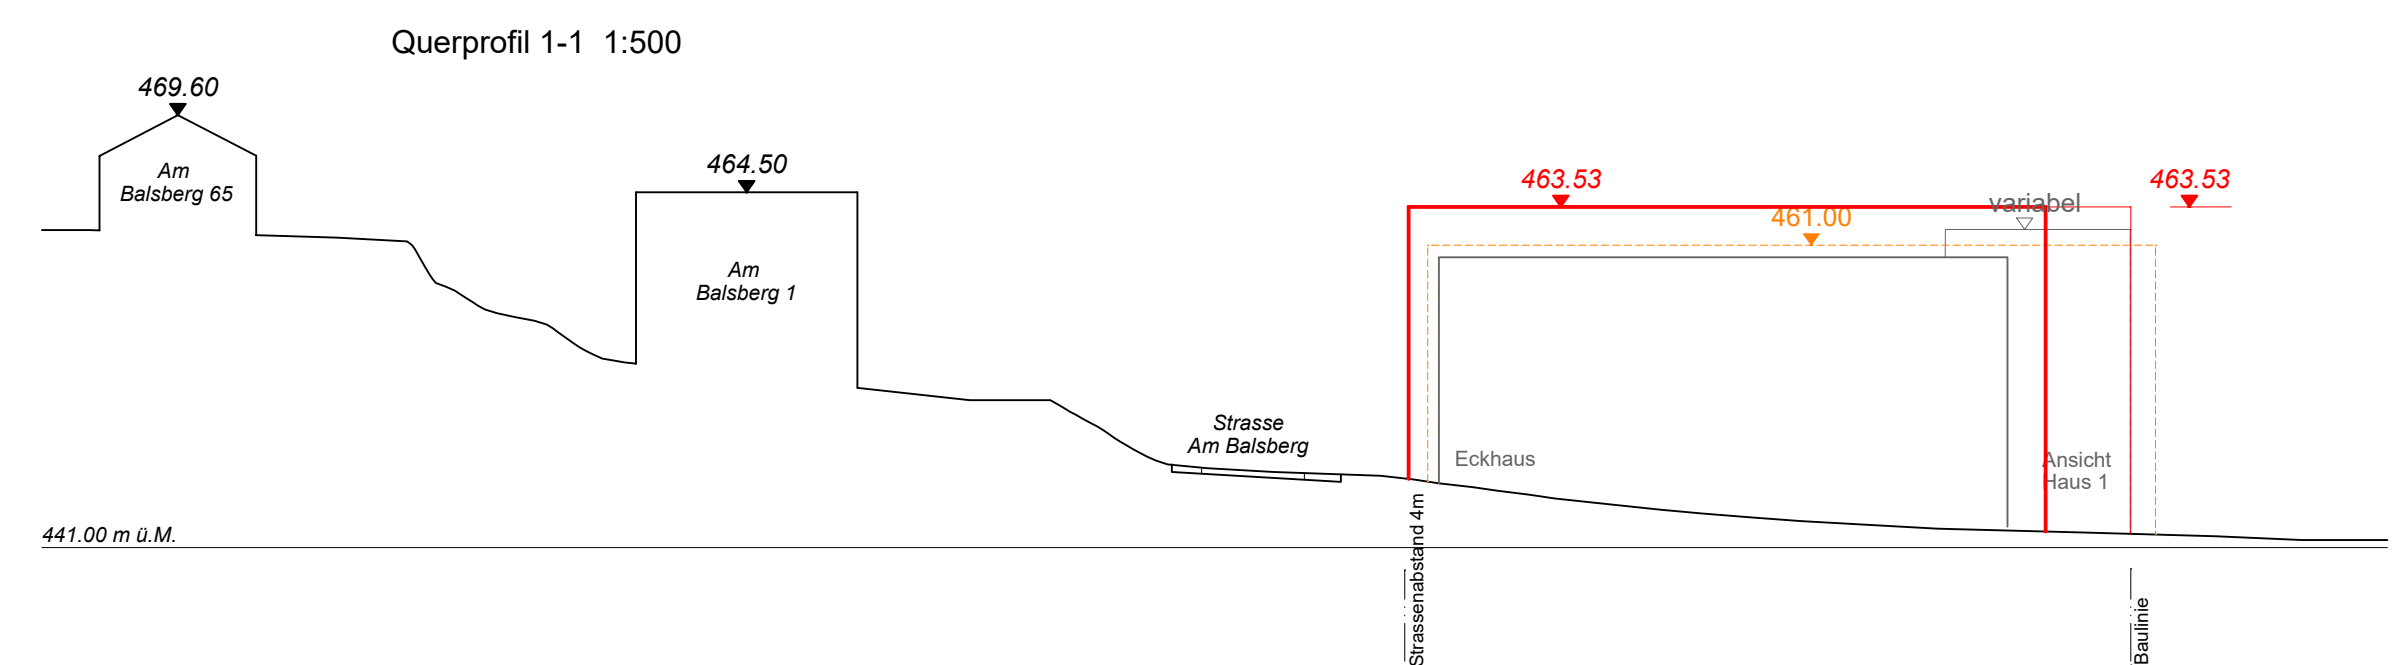 Querprofil 1-1  1:500
469.60
Am
Balsberg 65
464.50
Am
Balsberg 1
463.53
461.00
variabel
463.53
Strasse
Am Balsberg
Eckhaus
Ansicht
Haus 1
441.00 m ü.M.
Strassenabstand 4m
Baulinie